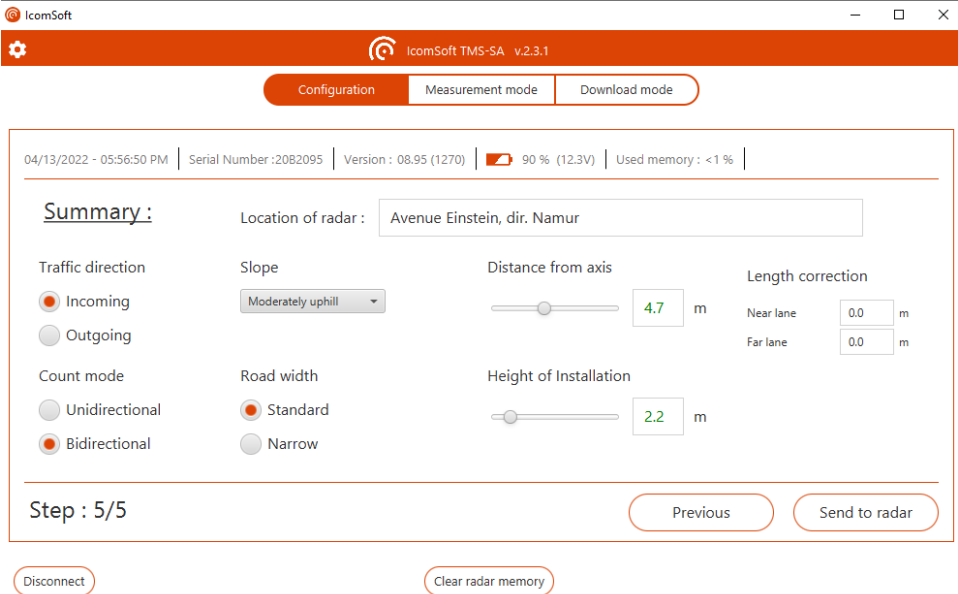 IcomSoft
IcomSoft TMS-SA v.2.3.1
Configuration Measurement mode Download mode
04/13/2022 - 05:56:50 PM Serial Number :20B2095 Version : 08.95 (1270) 90 % (12.3V) Used memory : <1 %
Summary : Location of radar : Avenue Einstein, dir. Namur
Traffic direction Slope Distance from axis Length correction
Incoming Moderately uphill 4.7 m Near lane 0.0 m
Outgoing Far lane 0.0 m
Count mode Road width Height of Installation
Unidirectional Standard 2.2 m
Bidirectional Narrow
Step : 5/5 Previous Send to radar
Disconnect Clear radar memory